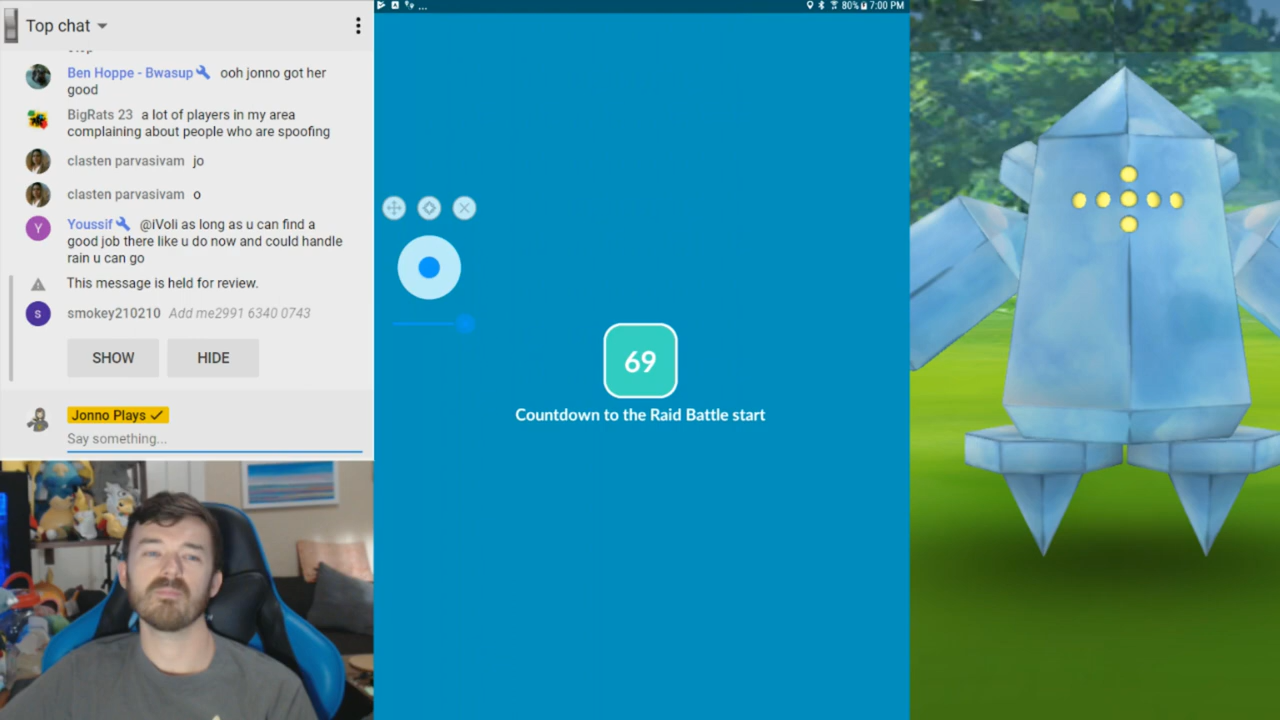 Top chat
Ben Hoppe - Bwasup ooh jonno got her
good
BigRats 23 a lot of players in my area
complaining about people who are spoofing
clasten parvasivam jo
clasten parvasivam o
Youssif @iVoli as long as u can find a
good job there like u do now and could handle
rain u can go
This message is held for review.
S smokey210210 Add me2991 6340 0743
SHOW HIDE
Jonno Plays
Say something...
... 80% 7:00 PM
69
Countdown to the Raid Battle start